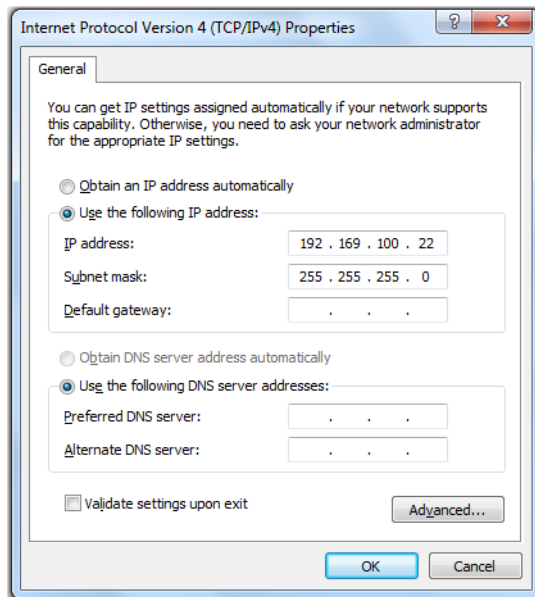 Internet Protocol Version 4 (TCP/IPv4) Properties
General
You can get IP settings assigned automatically if your network supports
this capability. Otherwise, you need to ask your network administrator
for the appropriate IP settings.
Obtain an IP address automatically
Use the following IP address:
IP address: 192 . 169 . 100 . 22
Subnet mask: 255 . 255 . 255 . 0
Default gateway: . . .
Obtain DNS server address automatically
Use the following DNS server addresses:
Preferred DNS server: . . .
Alternate DNS server: . . .
Validate settings upon exit
Advanced...
OK Cancel